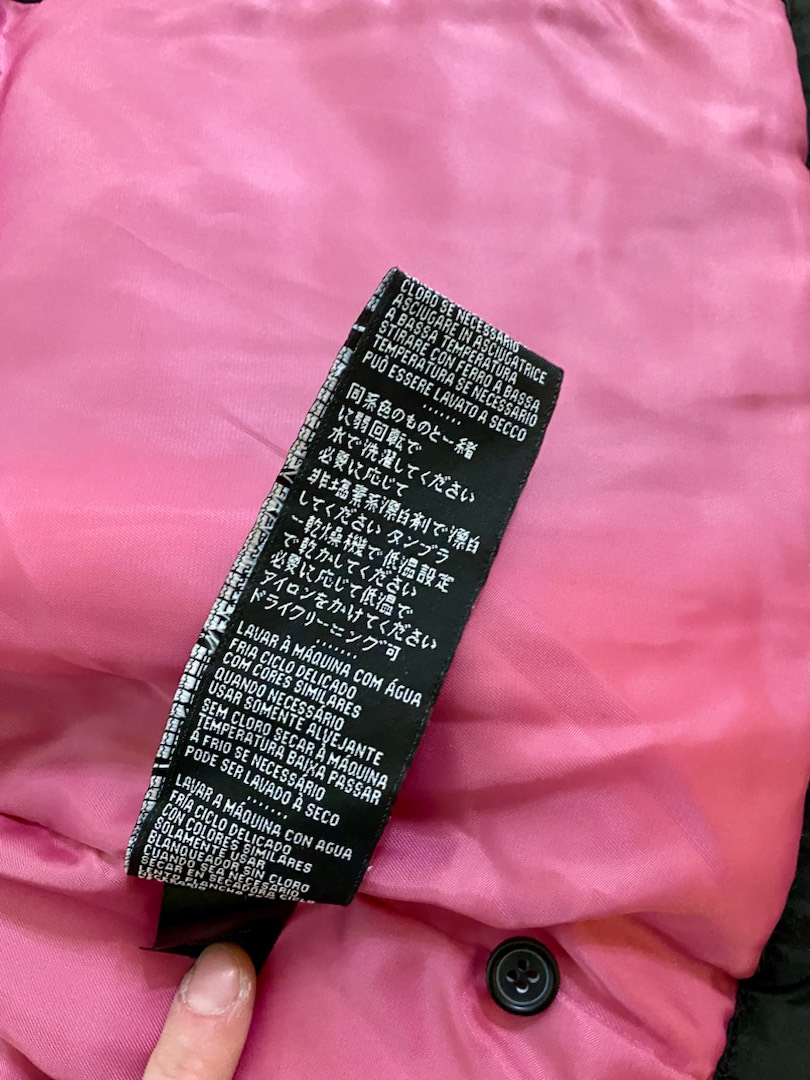 CLORO SE NECESSARIO
ASCIUGARE IN ASCIUGATRICE
A BASSA TEMPERATURA
STIRARE CON FERRO A BASSA
TEMPERATURA SE NECESSARIO
PUÒ ESSERE LAVATO A SECCO
.......
同系色のものと一緒
に弱回転で
水で洗濯してください
必要に応じて
非塩素系漂白剤で漂白
してください タンブラ
ー乾燥機で低温設定
で乾かしてください
必要に応じて低温で
アイロンをかけてください
ドライクリーニング可
.......
LAVAR À MÁQUINA COM ÁGUA
FRIA CICLO DELICADO
COM CORES SIMILARES
QUANDO NECESSÁRIO
USAR SOMENTE ALVEJANTE
SEM CLORO SECAR À MÁQUINA
TEMPERATURA BAIXA PASSAR
À FRIO SE NECESSÁRIO
PODE SER LAVADO À SECO
.......
LAVAR A MÁQUINA CON AGUA
FRIA CICLO DELICADO
CON COLORES SIMILARES
SOLAMENTE USAR
BLANQUEADOR SIN CLORO
CUANDO SEA NECESARIO
SECAR EN SECADORA CICLO